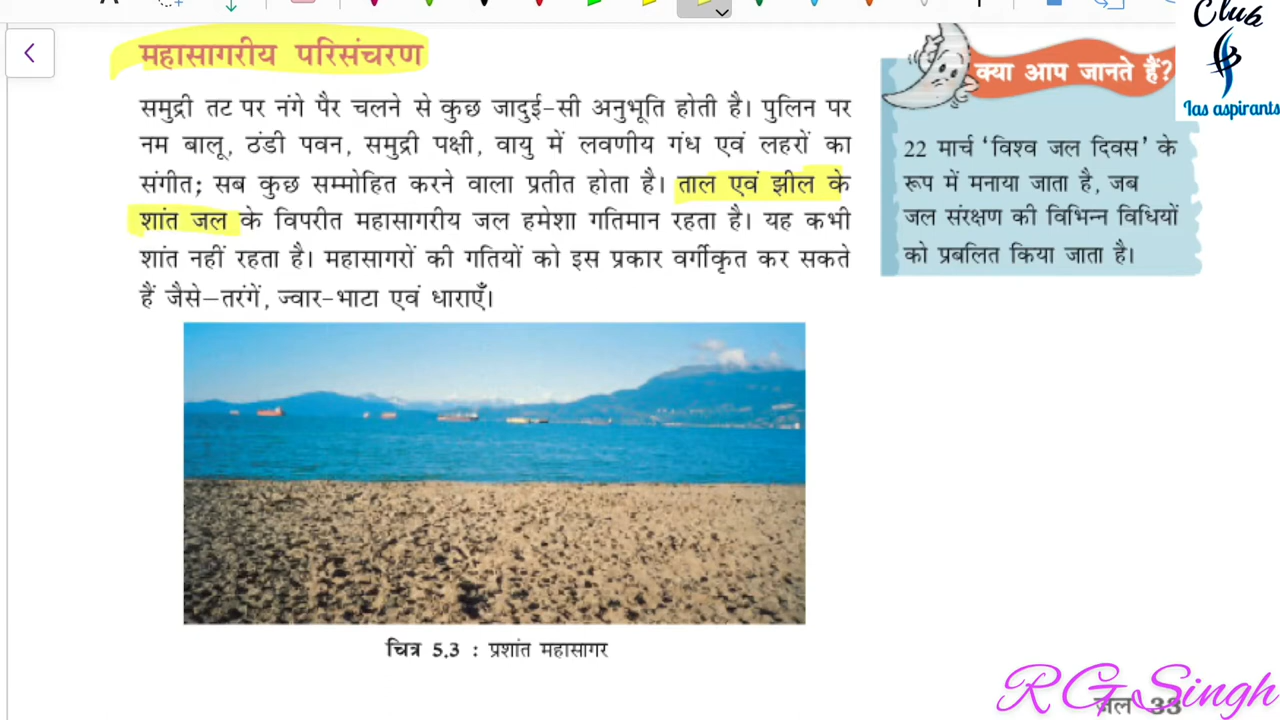 महासागरीय परिसंचरण
समुद्री तट पर नंगे पैर चलने से कुछ जादुई-सी अनुभूति होती है। पुलिन पर
नम बालू, ठंडी पवन, समुद्री पक्षी, वायु में लवणीय गंध एवं लहरों का
संगीत; सब कुछ सम्मोहित करने वाला प्रतीत होता है। ताल एवं झील के
शांत जल के विपरीत महासागरीय जल हमेशा गतिमान रहता है। यह कभी
शांत नहीं रहता है। महासागरों की गतियों को इस प्रकार वर्गीकृत कर सकते
हैं जैसे–तरंगें, ज्वार-भाटा एवं धाराएँ।
चित्र 5.3 : प्रशांत महासागर
क्या आप जानते हैं?
22 मार्च ‘विश्व जल दिवस’ के
रूप में मनाया जाता है, जब
जल संरक्षण की विभिन्न विधियों
को प्रबलित किया जाता है।
Club
Ias aspirants
RG Singh
जल 33